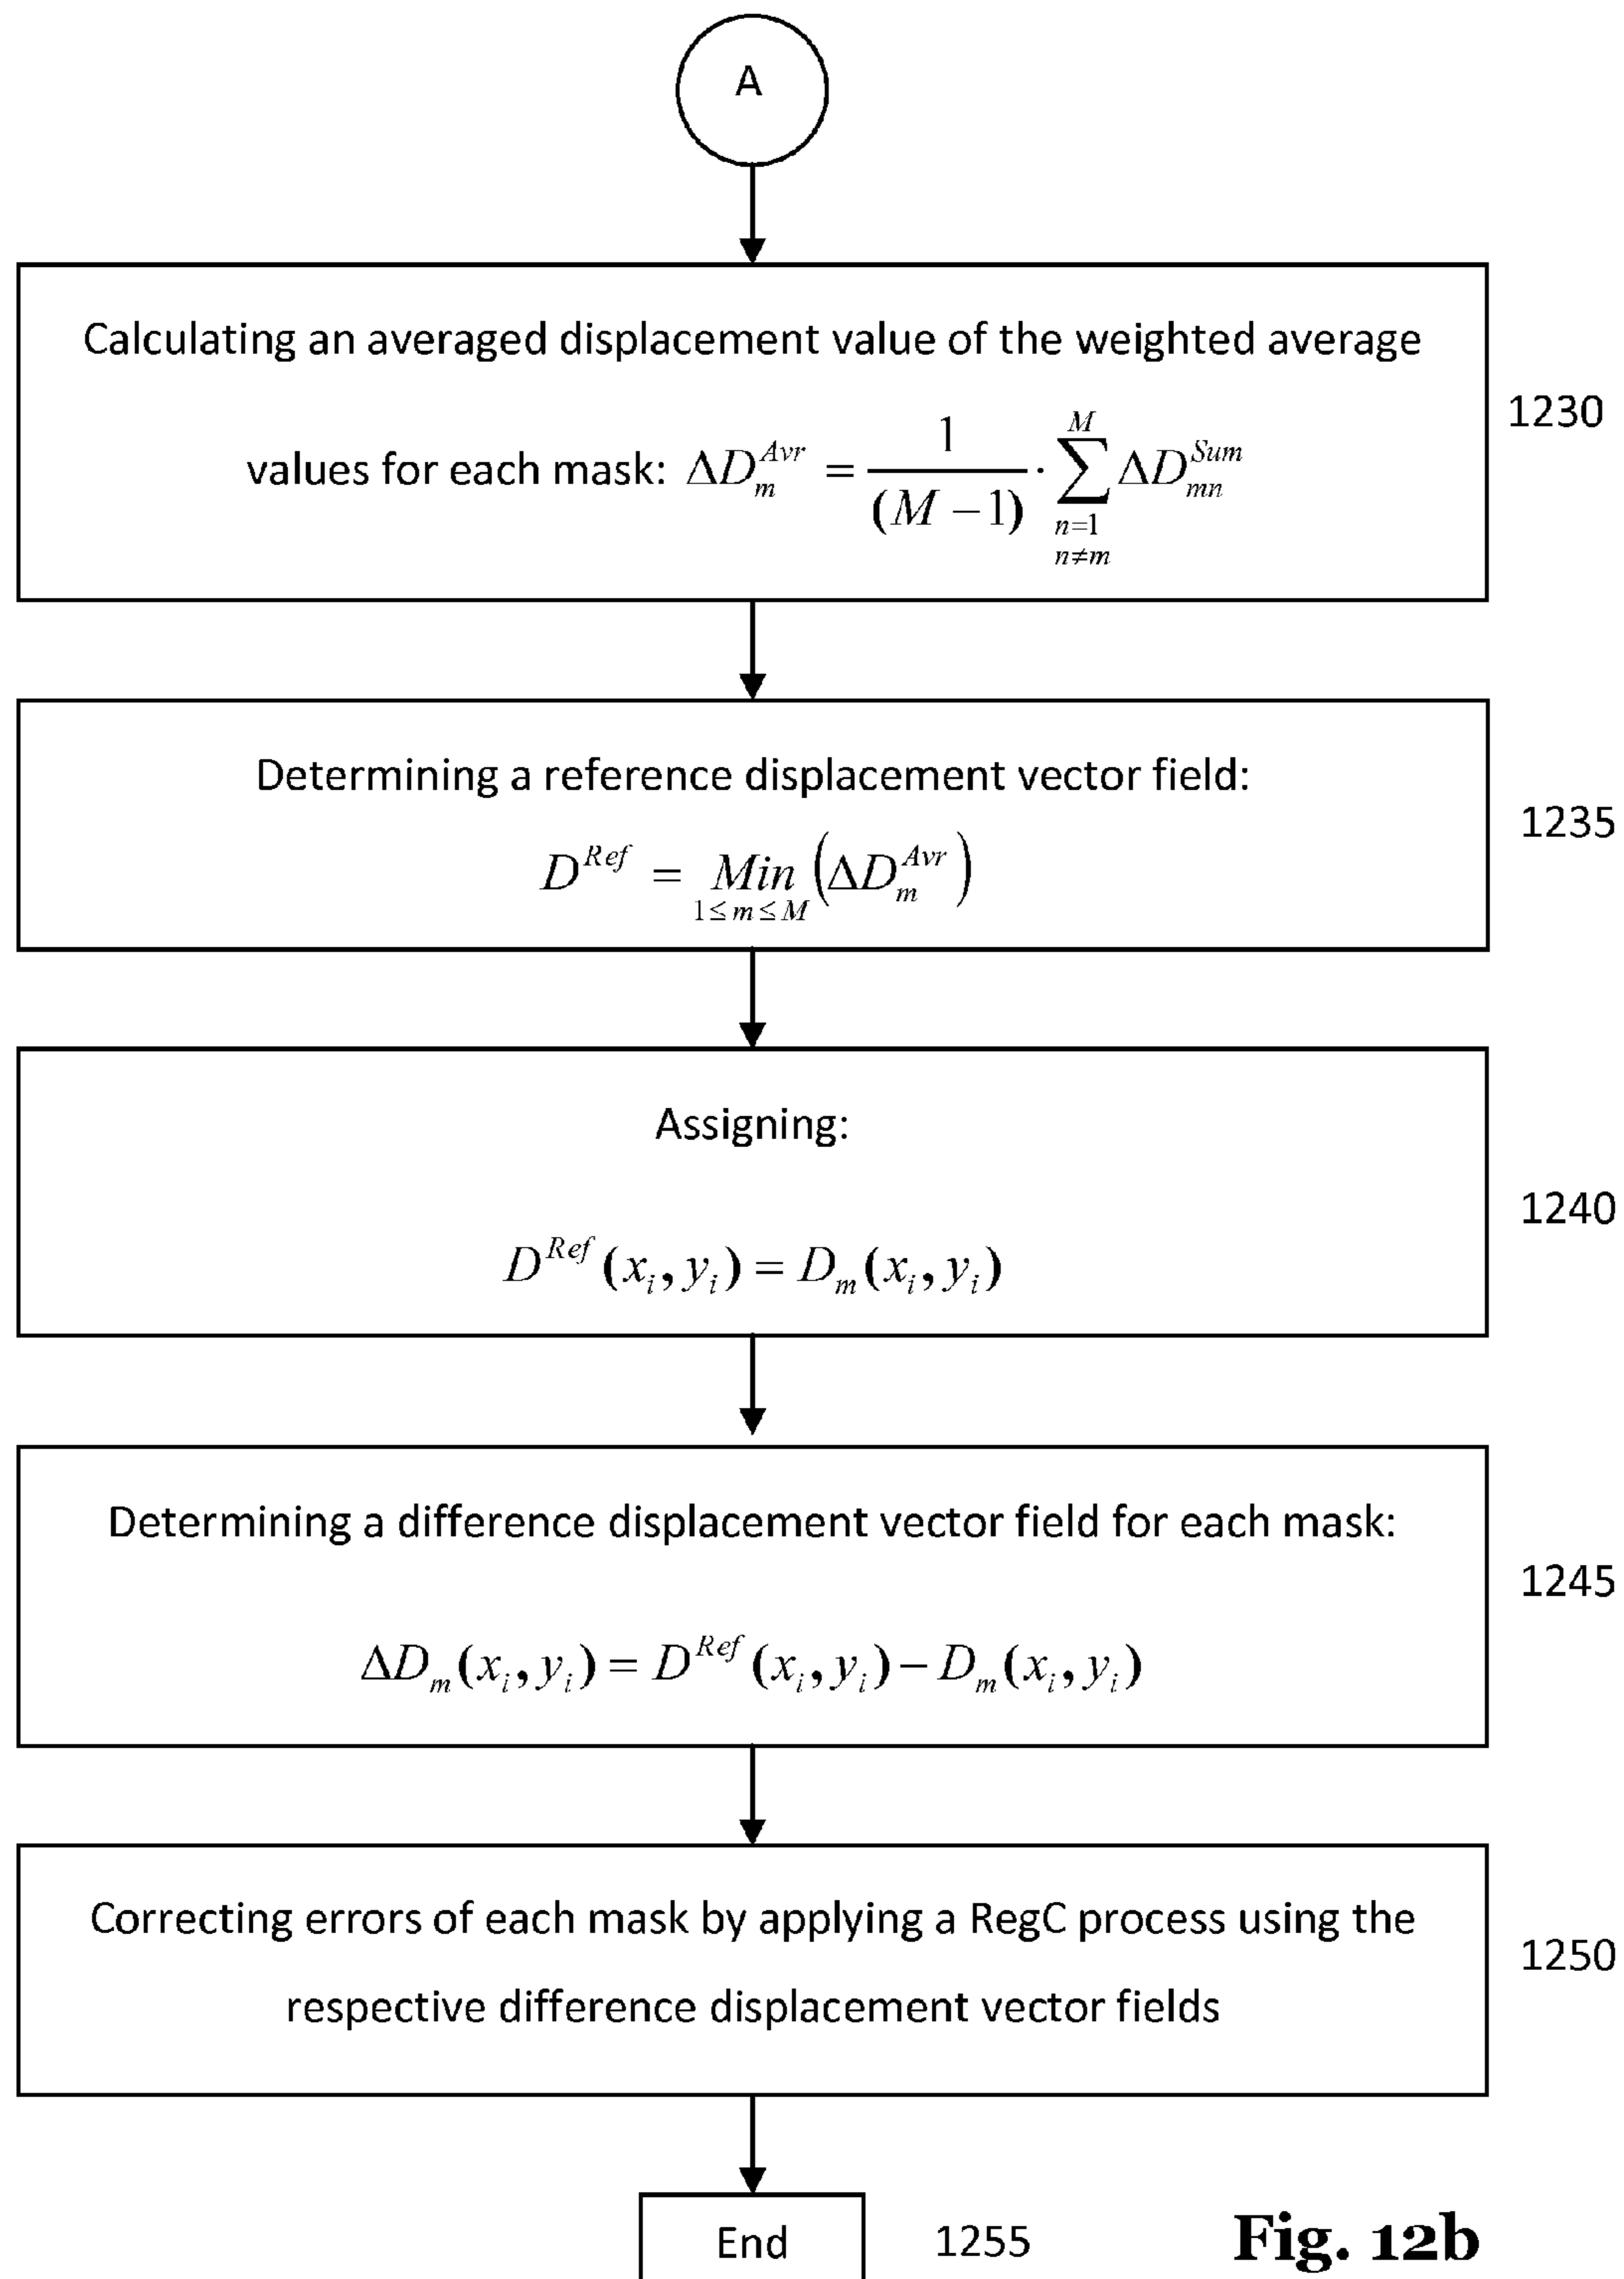 A
Calculating an averaged displacement value of the weighted average
values for each mask: ΔD_m^{Avr} = \frac{1}{(M − 1)} · \sum_{n=1, n≠m}^{M} ΔD_{mn}^{Sum}
1230
Determining a reference displacement vector field:
D^{Ref} = Min_{1≤m≤M} (ΔD_m^{Avr})
1235
Assigning:
D^{Ref}(x_i, y_i) = D_m(x_i, y_i)
1240
Determining a difference displacement vector field for each mask:
ΔD_m(x_i, y_i) = D^{Ref}(x_i, y_i) − D_m(x_i, y_i)
1245
Correcting errors of each mask by applying a RegC process using the
respective difference displacement vector fields
1250
End
1255
Fig. 12b